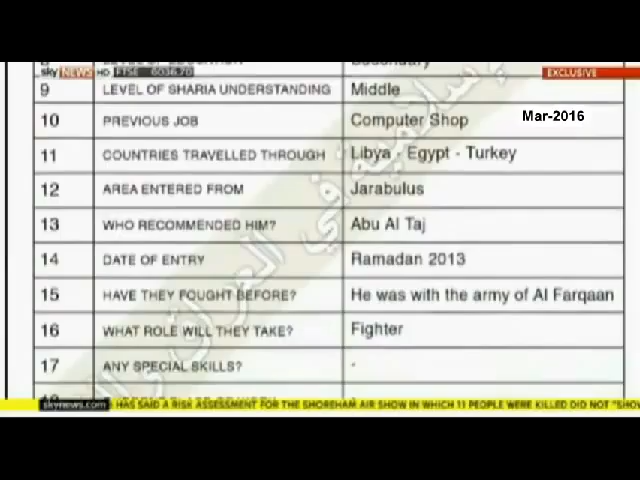 sky NEWS HD FTSE 6036.70
EXCLUSIVE
Mar-2016
9 LEVEL OF SHARIA UNDERSTANDING Middle
10 PREVIOUS JOB Computer Shop
11 COUNTRIES TRAVELLED THROUGH Libya - Egypt - Turkey
12 AREA ENTERED FROM Jarabulus
13 WHO RECOMMENDED HIM? Abu Al Taj
14 DATE OF ENTRY Ramadan 2013
15 HAVE THEY FOUGHT BEFORE? He was with the army of Al Farqaan
16 WHAT ROLE WILL THEY TAKE? Fighter
17 ANY SPECIAL SKILLS? .
skynews.com HAS SAID A RISK ASSESSMENT FOR THE SHOREHAM AIR SHOW IN WHICH 11 PEOPLE WERE KILLED DID NOT "SHOW